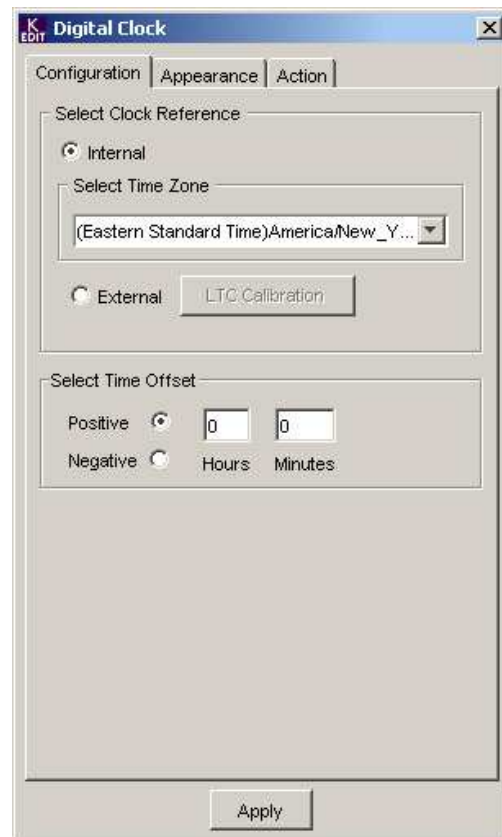 K EDIT Digital Clock
Configuration Appearance Action
Select Clock Reference
Internal
Select Time Zone
(Eastern Standard Time)America/New_Y...
External LTC Calibration
Select Time Offset
Positive 0 0
Negative Hours Minutes
Apply